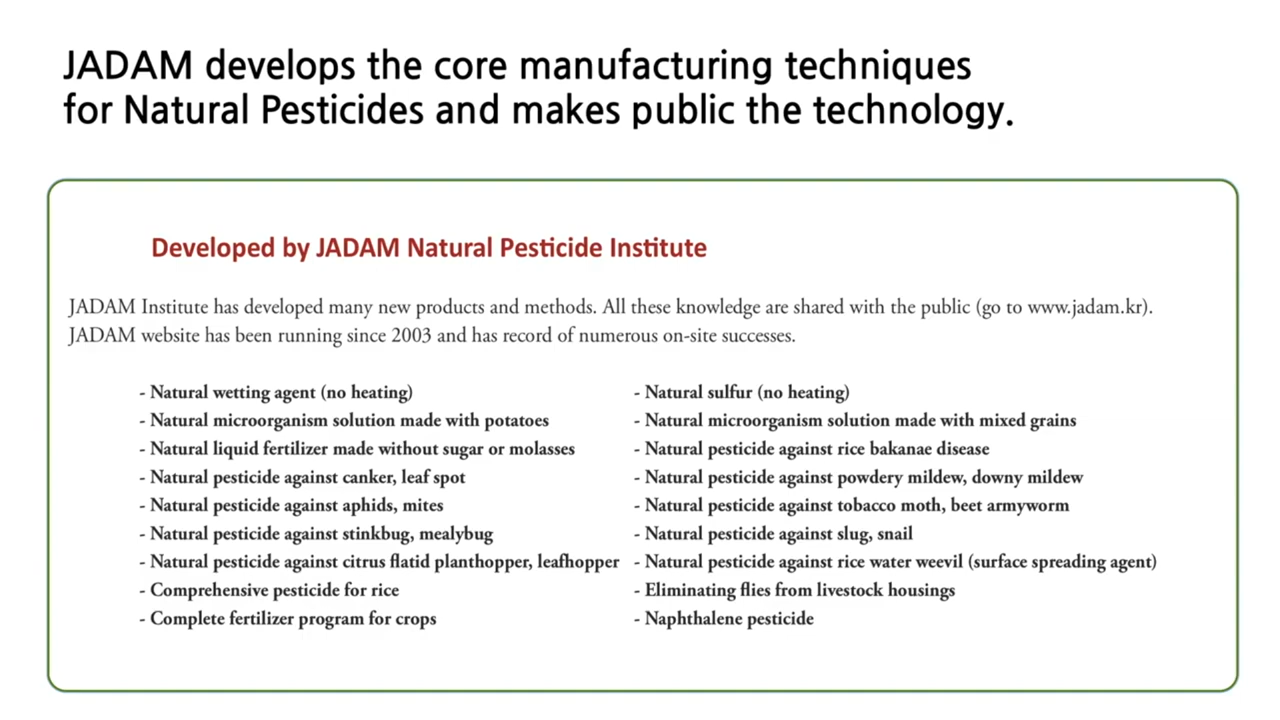 JADAM develops the core manufacturing techniques
for Natural Pesticides and makes public the technology.
Developed by JADAM Natural Pesticide Institute
JADAM Institute has developed many new products and methods. All these knowledge are shared with the public (go to www.jadam.kr).
JADAM website has been running since 2003 and has record of numerous on-site successes.
- Natural wetting agent (no heating)
- Natural microorganism solution made with potatoes
- Natural liquid fertilizer made without sugar or molasses
- Natural pesticide against canker, leaf spot
- Natural pesticide against aphids, mites
- Natural pesticide against stinkbug, mealybug
- Natural pesticide against citrus flatid planthopper, leafhopper
- Comprehensive pesticide for rice
- Complete fertilizer program for crops
- Natural sulfur (no heating)
- Natural microorganism solution made with mixed grains
- Natural pesticide against rice bakanae disease
- Natural pesticide against powdery mildew, downy mildew
- Natural pesticide against tobacco moth, beet armyworm
- Natural pesticide against slug, snail
- Natural pesticide against rice water weevil (surface spreading agent)
- Eliminating flies from livestock housings
- Naphthalene pesticide